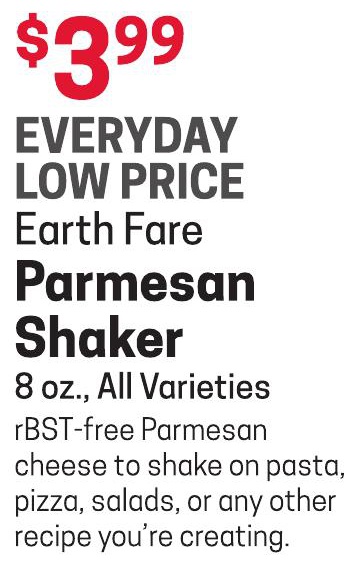 $3.99
EVERYDAY
LOW PRICE
Earth Fare
Parmesan
Shaker
8 oz., All Varieties
rBST-free Parmesan
cheese to shake on pasta,
pizza, salads, or any other
recipe you're creating.